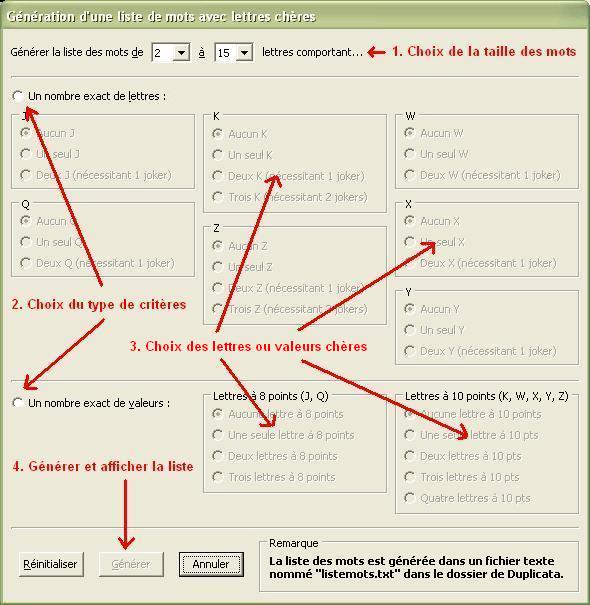 Génération d'une liste de mots avec lettres chères
Générer la liste des mots de 2 à 15 lettres comportant... 1. Choix de la taille des mots
Un nombre exact de lettres :
J
Aucun J
Un seul J
Deux J (nécessitant 1 joker)
K
Aucun K
Un seul K
Deux K (nécessitant 1 joker)
Trois K (nécessitant 2 jokers)
W
Aucun W
Un seul W
Deux W (nécessitant 1 joker)
Q
Aucun Q
Un seul Q
Deux Q (nécessitant 1 joker)
Z
Aucun Z
Un seul Z
Deux Z (nécessitant 1 joker)
Trois Z (nécessitant 2 jokers)
X
Aucun X
Un seul X
Deux X (nécessitant 1 joker)
Y
Aucun Y
Un seul Y
Deux Y (nécessitant 1 joker)
2. Choix du type de critères
3. Choix des lettres ou valeurs chères
Un nombre exact de valeurs :
Lettres à 8 points (J, Q)
Aucune lettre à 8 points
Une seule lettre à 8 points
Deux lettres à 8 points
Trois lettres à 8 points
Lettres à 10 points (K, W, X, Y, Z)
Aucune lettre à 10 points
Une seule lettre à 10 pts
Deux lettres à 10 pts
Trois lettres à 10 pts
Quatre lettres à 10 pts
4. Générer et afficher la liste
Réinitialiser
Générer
Annuler
Remarque
La liste des mots est générée dans un fichier texte
nommé "listemots.txt" dans le dossier de Duplicata.